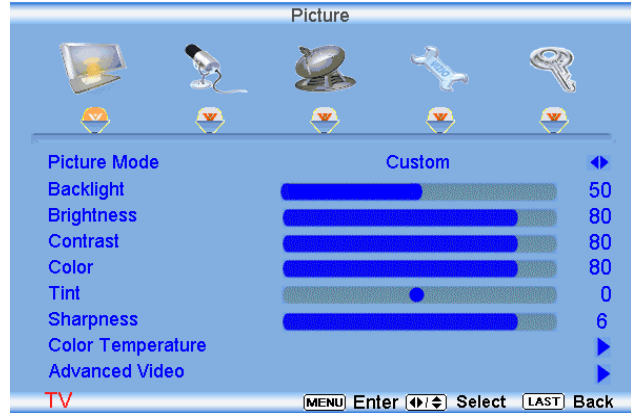 Picture
Picture Mode Custom
Backlight 50
Brightness 80
Contrast 80
Color 80
Tint 0
Sharpness 6
Color Temperature
Advanced Video
TV MENU Enter / Select LAST Back